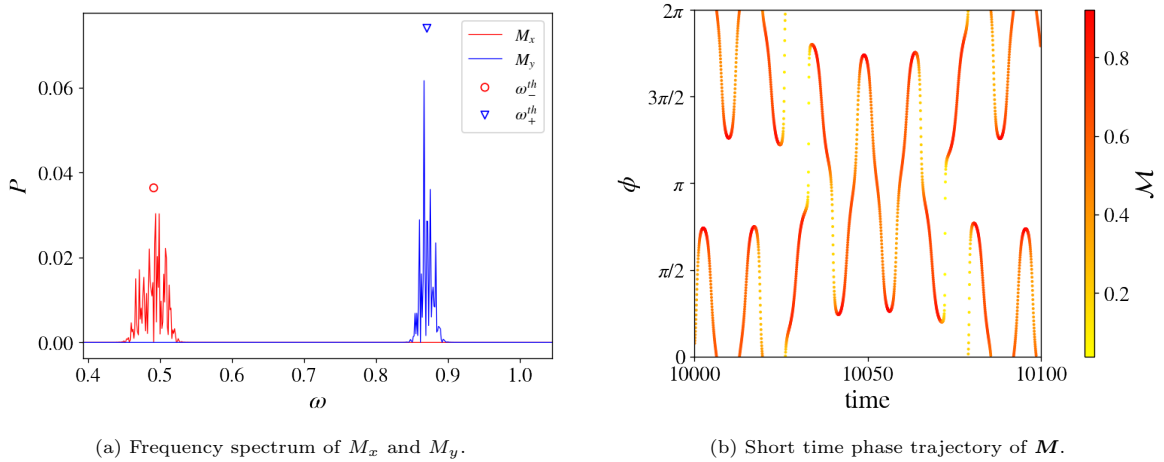 0.06
0.04
0.02
0.00
P
0.4 0.5 0.6 0.7 0.8 0.9 1.0
ω
M_x
M_y
ω_-^{th}
ω_+^{th}
(a) Frequency spectrum of M_x and M_y.
2π
3π/2
π
π/2
0
ϕ
10000 10050 10100
time
0.8
0.6
0.4
0.2
ℳ
(b) Short time phase trajectory of M.